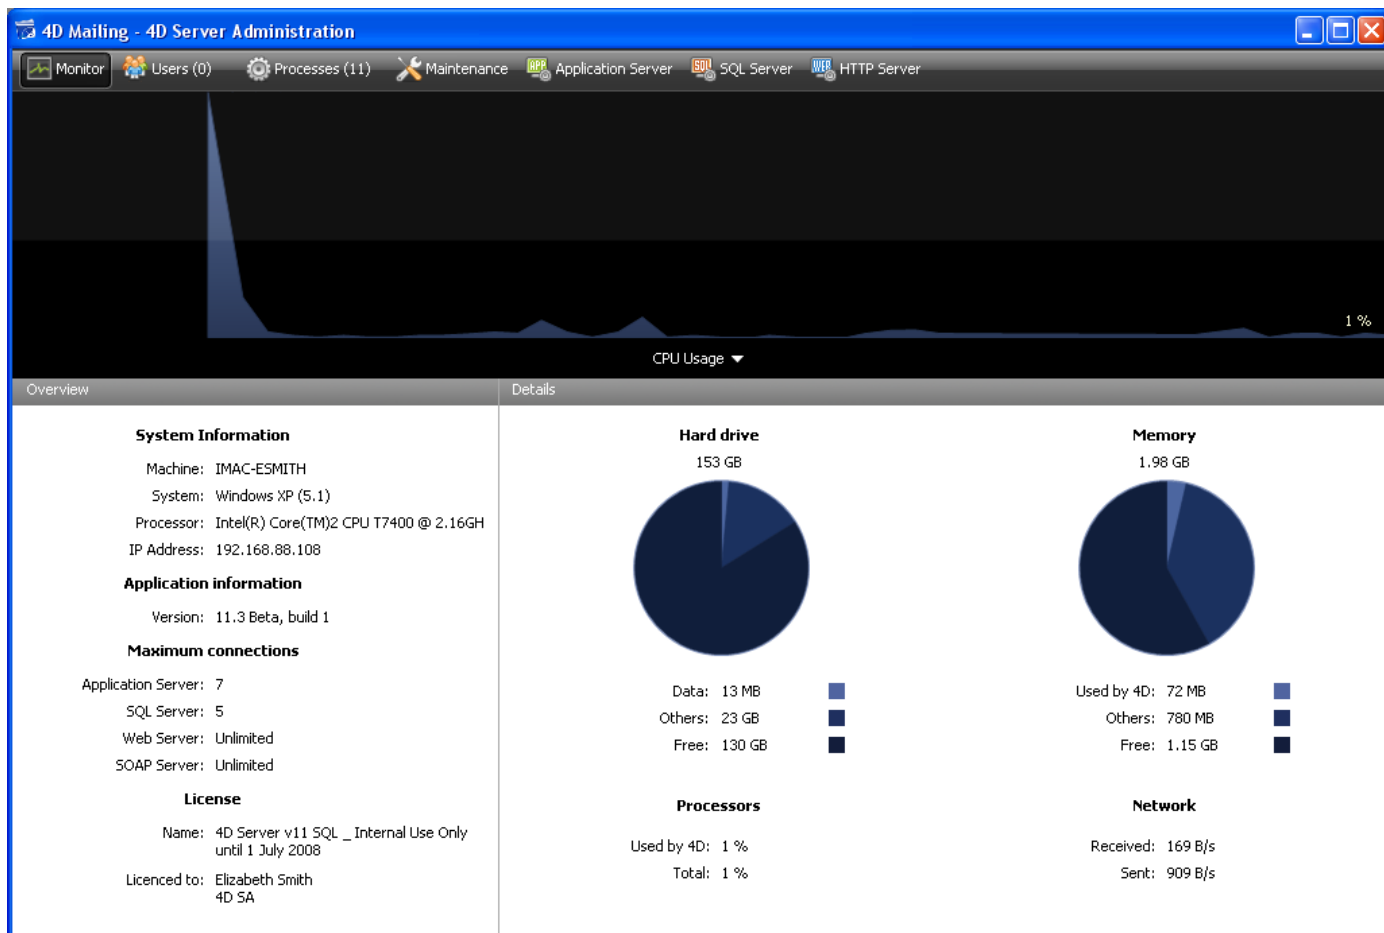 4D Mailing - 4D Server Administration
Monitor Users (0) Processes (11) Maintenance Application Server SQL Server HTTP Server
1 %
CPU Usage
Overview
Details
System Information
Machine: IMAC-ESMITH
System: Windows XP (5.1)
Processor: Intel(R) Core(TM)2 CPU T7400 @ 2.16GH
IP Address: 192.168.88.108
Application information
Version: 11.3 Beta, build 1
Maximum connections
Application Server: 7
SQL Server: 5
Web Server: Unlimited
SOAP Server: Unlimited
License
Name: 4D Server v11 SQL _ Internal Use Only
until 1 July 2008
Licenced to: Elizabeth Smith
4D SA
Hard drive
153 GB
Data: 13 MB
Others: 23 GB
Free: 130 GB
Memory
1.98 GB
Used by 4D: 72 MB
Others: 780 MB
Free: 1.15 GB
Processors
Used by 4D: 1 %
Total: 1 %
Network
Received: 169 B/s
Sent: 909 B/s